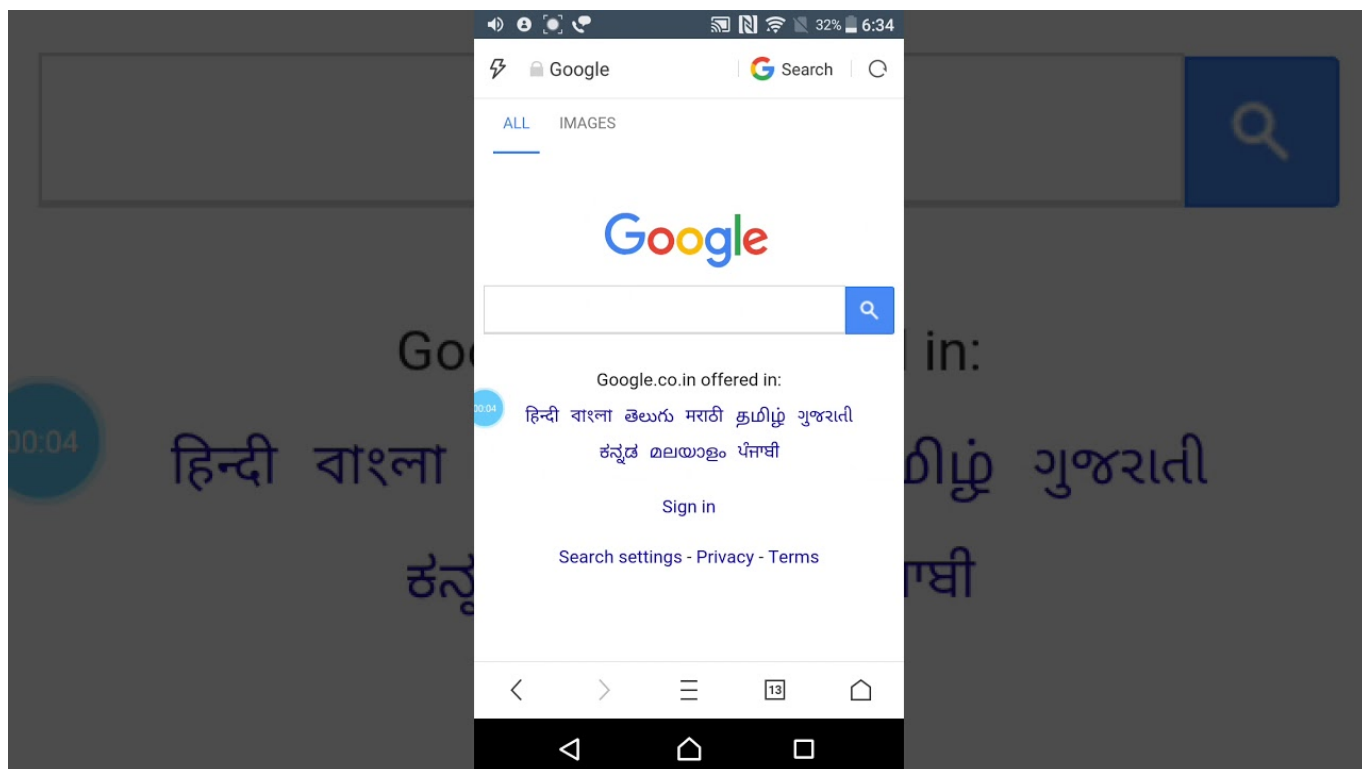 32% 6:34
Google Search
ALL IMAGES
Google
Google.co.in offered in:
00:04
हिन्दी বাংলা తెలుగు मराठी தமிழ் ગુજરાતી
ಕನ್ನಡ മലയാളം ਪੰਜਾਬੀ
Sign in
Search settings - Privacy - Terms
13